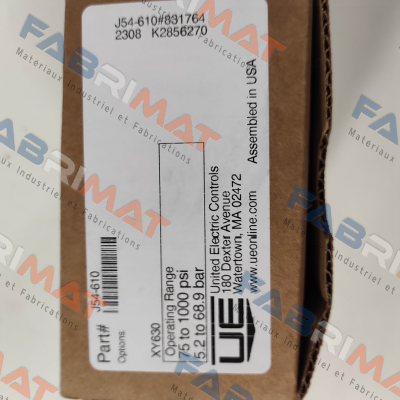 J54-610#831764
2308 K2856270
Part# J54-610
Options XY630
Operating Range
75 to 1000 psi
5.2 to 68.9 bar
UE
United Electric Controls
180 Dexter Avenue
Watertown, MA 02472
www.ueonline.com Assembled in USA
FABRIMAT
Materiaux Industriel et Fabrications